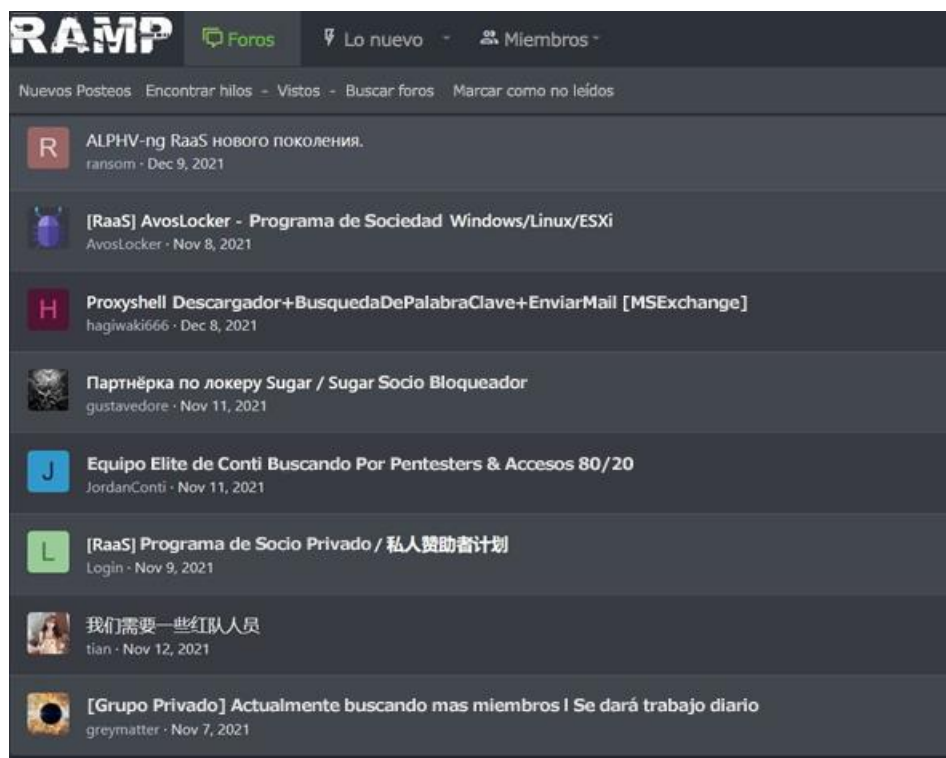 RAMP Foros Lo nuevo Miembros
Nuevos Posteos Encontrar hilos - Vistos - Buscar foros Marcar como no leídos
R
ALPHV-ng RaaS нового поколения.
ransom · Dec 9, 2021
[RaaS] AvosLocker - Programa de Sociedad Windows/Linux/ESXi
AvosLocker · Nov 8, 2021
H
Proxyshell Descargador+BusquedaDePalabraClave+EnviarMail [MSExchange]
hagiwaki666 · Dec 8, 2021
Партнёрка по локеру Sugar / Sugar Socio Bloqueador
gustavedore · Nov 11, 2021
J
Equipo Elite de Conti Buscando Por Pentesters & Accesos 80/20
JordanConti · Nov 11, 2021
L
[RaaS] Programa de Socio Privado / 私人赞助者计划
Login · Nov 9, 2021
我们需要一些红队人员
tian · Nov 12, 2021
[Grupo Privado] Actualmente buscando mas miembros l Se dará trabajo diario
greymatter · Nov 7, 2021